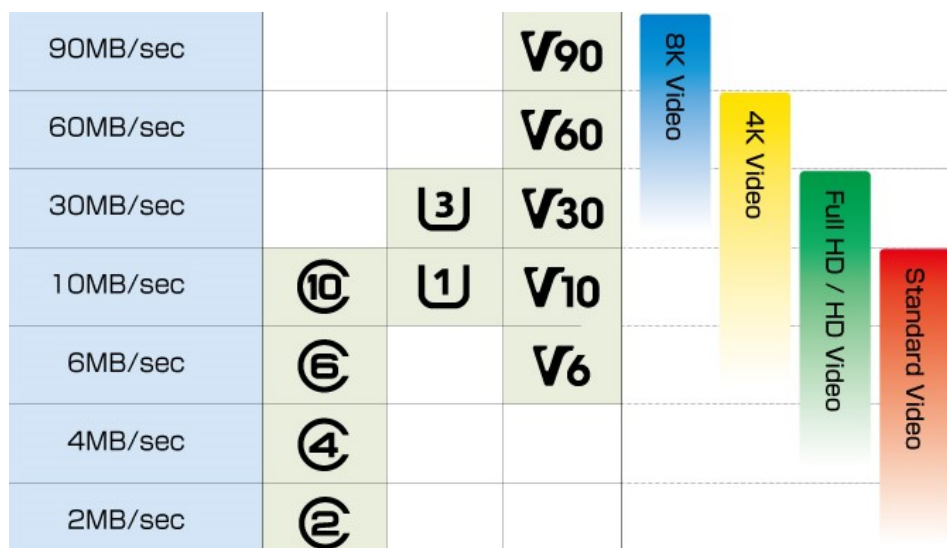 90MB/sec V90
60MB/sec V60
30MB/sec 3 V30
10MB/sec 10 1 V10
6MB/sec 6 V6
4MB/sec 4
2MB/sec 2
8K Video
4K Video
Full HD / HD Video
Standard Video